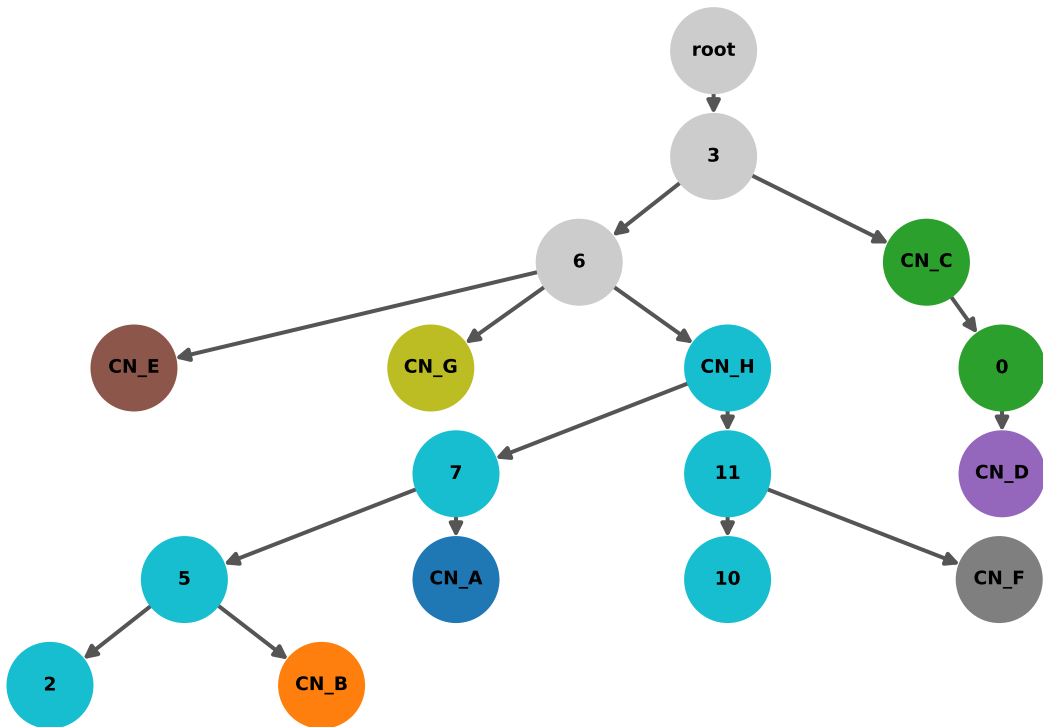 root
3
6
CN_C
CN_E
CN_G
CN_H
0
7
11
CN_D
5
CN_A
10
CN_F
2
CN_B